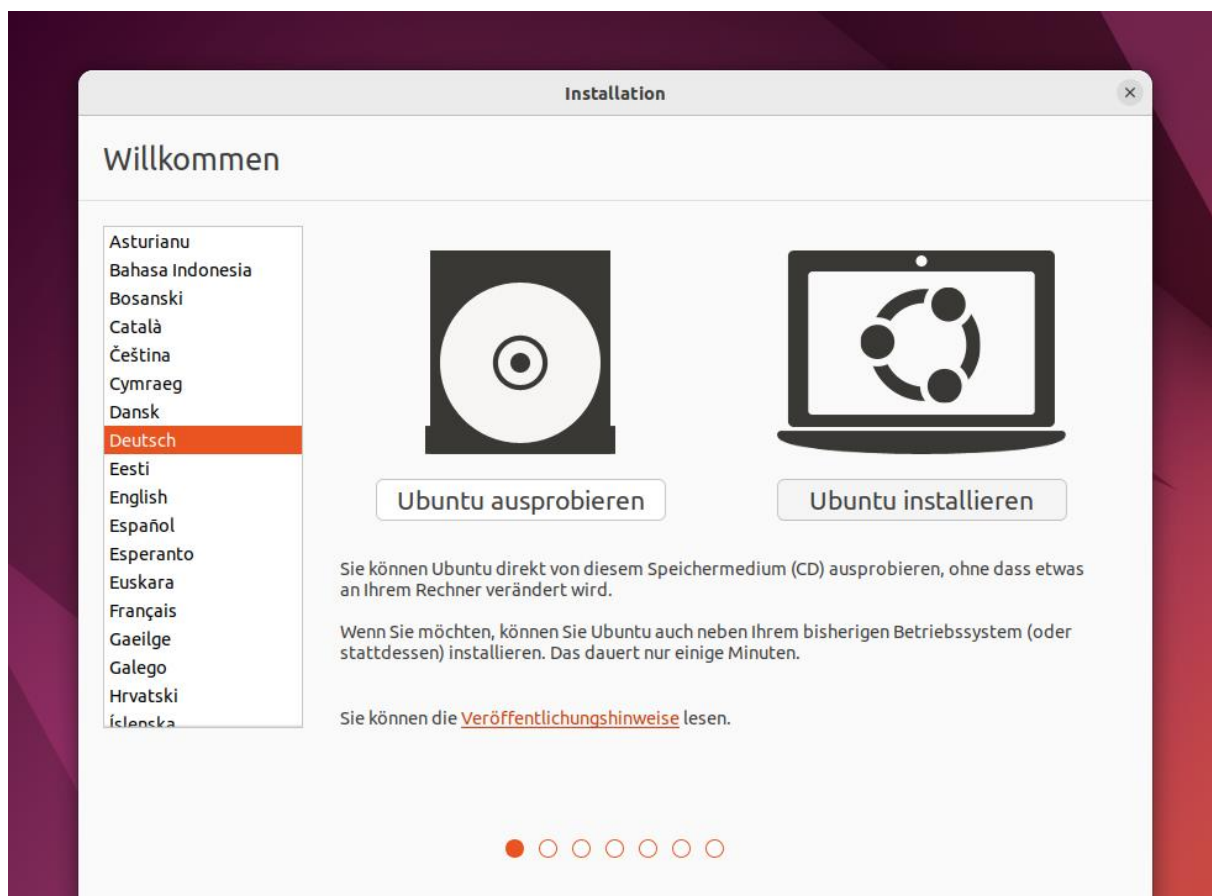 Installation
Willkommen
Asturianu
Bahasa Indonesia
Bosanski
Català
Čeština
Cymraeg
Dansk
Deutsch
Eesti
English
Español
Esperanto
Euskara
Français
Gaeilge
Galego
Hrvatski
Íslenska
Ubuntu ausprobieren
Ubuntu installieren
Sie können Ubuntu direkt von diesem Speichermedium (CD) ausprobieren, ohne dass etwas
an Ihrem Rechner verändert wird.
Wenn Sie möchten, können Sie Ubuntu auch neben Ihrem bisherigen Betriebssystem (oder
stattdessen) installieren. Das dauert nur einige Minuten.
Sie können die Veröffentlichungshinweise lesen.